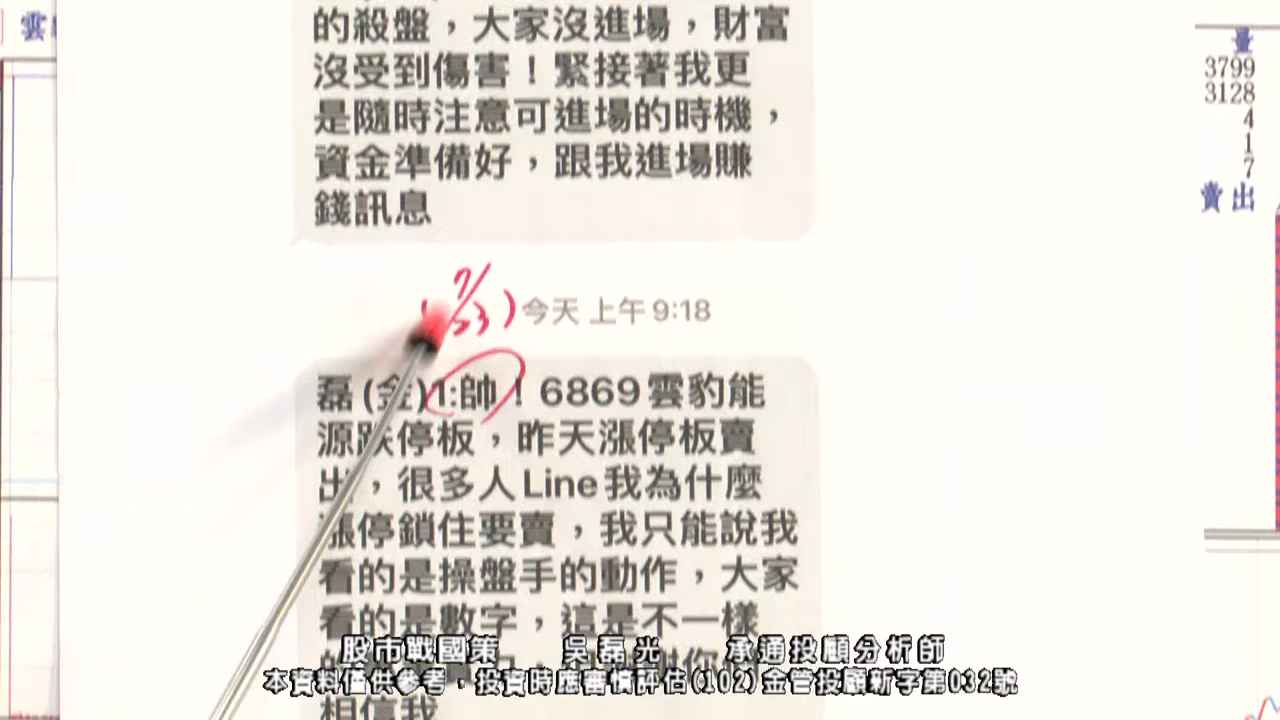 雲
的殺盤，大家沒進場，財富
沒受到傷害！緊接著我更
是隨時注意可進場的時機，
資金準備好，跟我進場賺
錢訊息
量
3799
3128
4
1
7
賣出
(7/23)今天 上午 9:18
磊(金)1:帥！6869雲豹能
源跌停板，昨天漲停板賣
出，很多人Line我為什麼
漲停鎖住要賣，我只能說我
看的是操盤手的動作，大家
看的是數字，這是不一樣
相信我
股市戰國策 吳磊光 承通投顧分析師
本資料僅供參考，投資時應審慎評估(102)金管投顧新字第032號